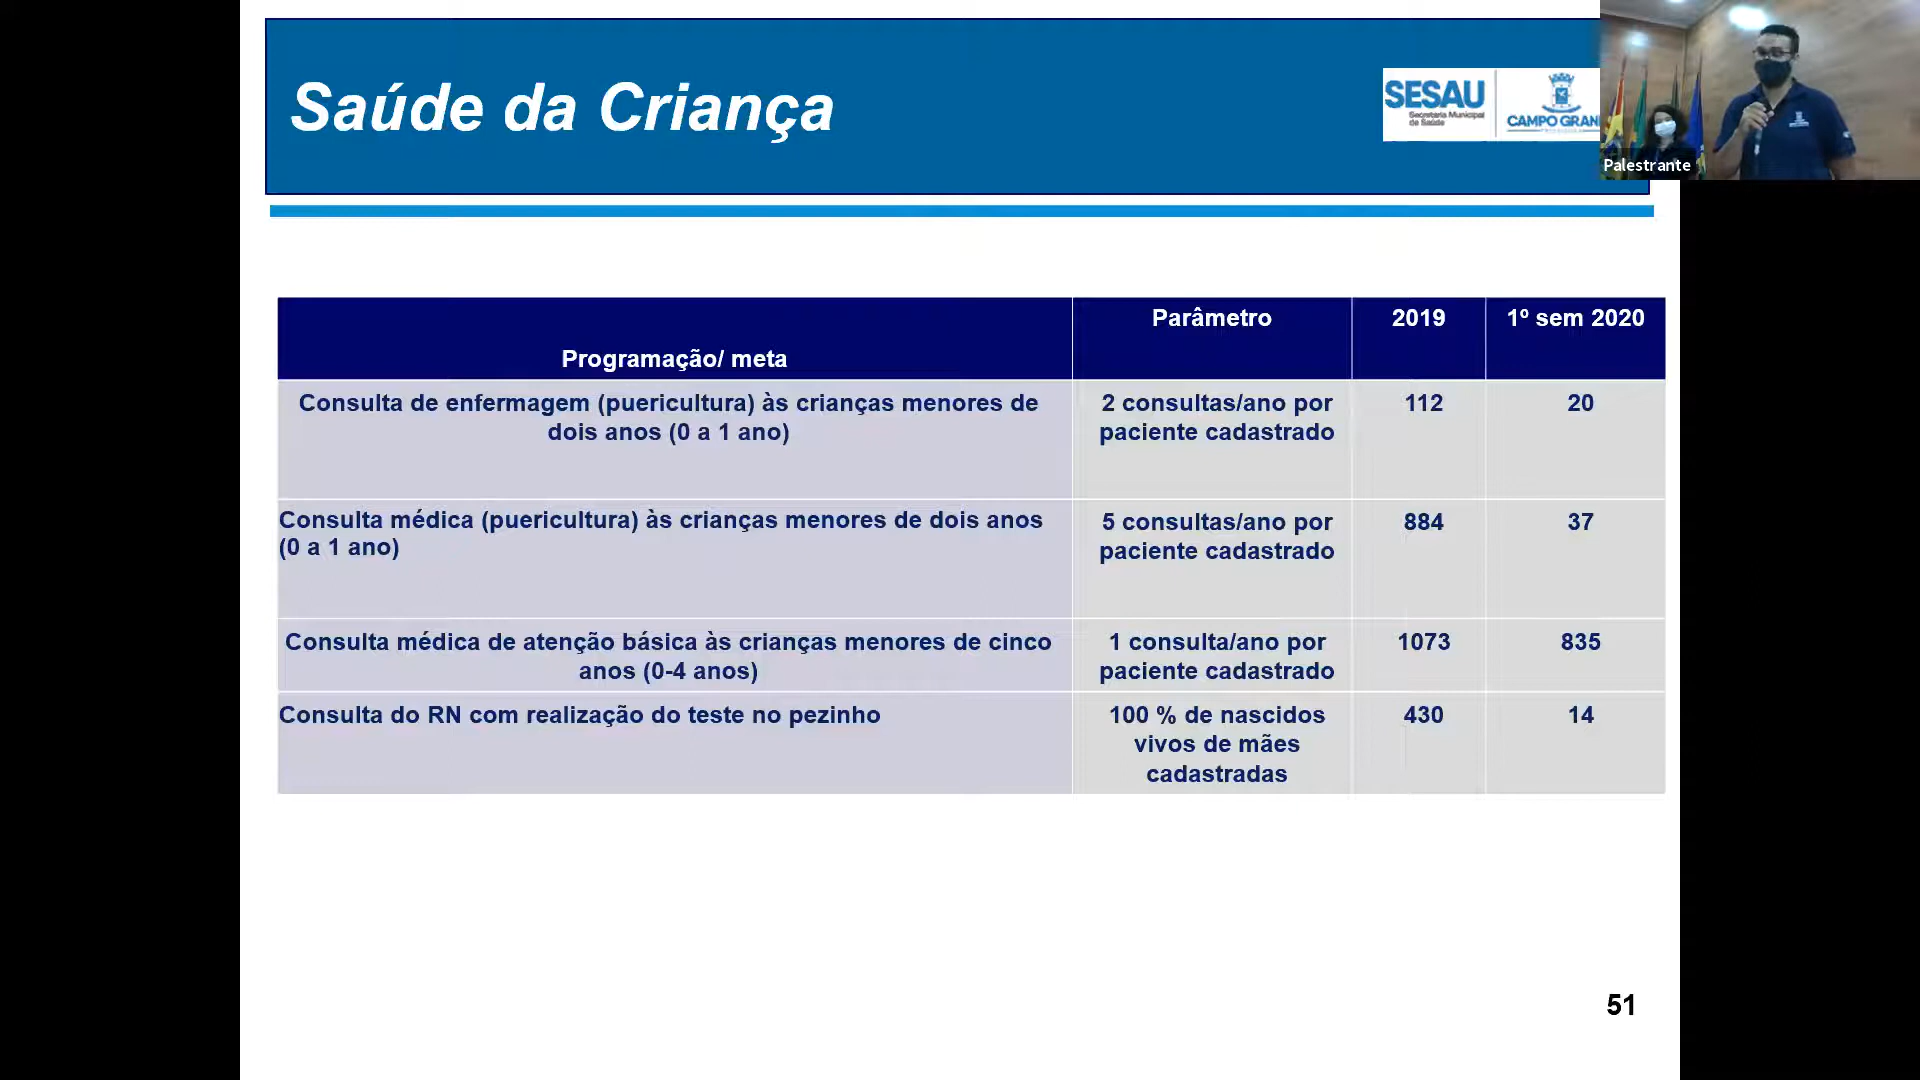 Saúde da Criança
SESAU
Secretaria Municipal
de Saúde
CAMPO GRAN
Palestrante
Programação/ meta
Parâmetro
2019
1º sem 2020
Consulta de enfermagem (puericultura) às crianças menores de
dois anos (0 a 1 ano)
2 consultas/ano por
paciente cadastrado
112
20
Consulta médica (puericultura) às crianças menores de dois anos
(0 a 1 ano)
5 consultas/ano por
paciente cadastrado
884
37
Consulta médica de atenção básica às crianças menores de cinco
anos (0-4 anos)
1 consulta/ano por
paciente cadastrado
1073
835
Consulta do RN com realização do teste no pezinho
100 % de nascidos
vivos de mães
cadastradas
430
14
51